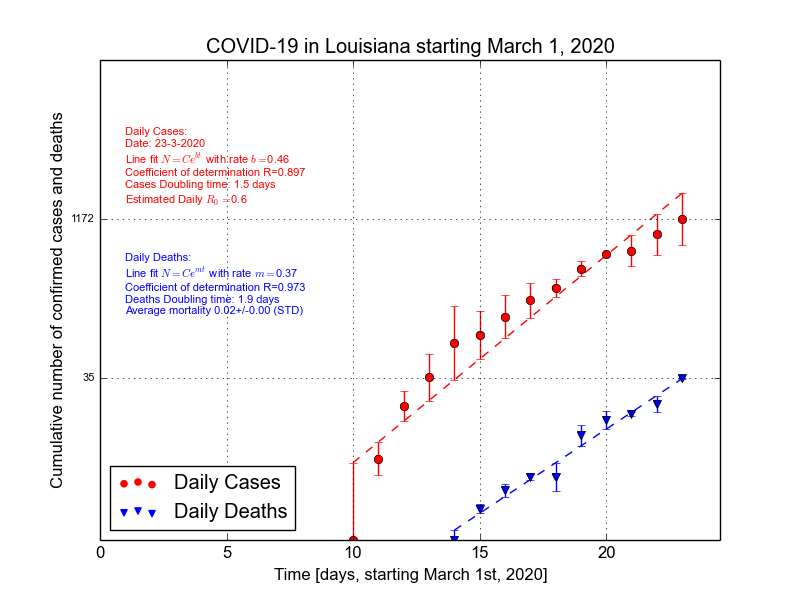 COVID-19 in Louisiana starting March 1, 2020
Daily Cases:
Date: 23-3-2020
Line fit N = Ce^{bt} with rate b = 0.46
Coefficient of determination R=0.897
Cases Doubling time: 1.5 days
Estimated Daily R_0 = 0.6
Daily Deaths:
Line fit N = Ce^{mt} with rate m = 0.37
Coefficient of determination R=0.973
Deaths Doubling time: 1.9 days
Average mortality 0.02+/-0.00 (STD)
Cumulative number of confirmed cases and deaths
1172
35
Daily Cases
Daily Deaths
0 5 10 15 20
Time [days, starting March 1st, 2020]